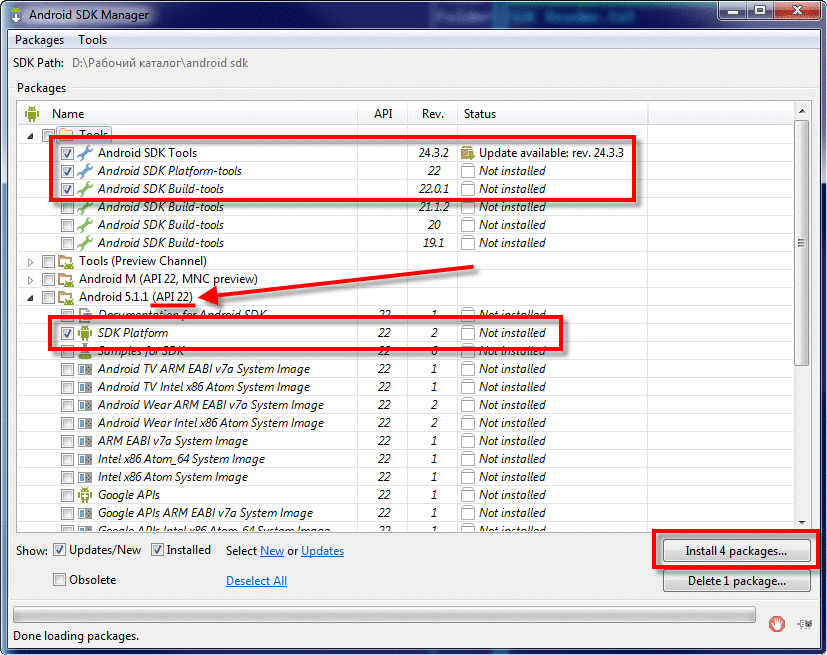 Android SDK Manager
Packages Tools
SDK Path: D:\Рабочий каталог\android sdk
Packages
Name API Rev. Status
Tools
Android SDK Tools 24.3.2 Update available: rev. 24.3.3
Android SDK Platform-tools 22 Not installed
Android SDK Build-tools 22.0.1 Not installed
Android SDK Build-tools 21.1.2 Not installed
Android SDK Build-tools 20 Not installed
Android SDK Build-tools 19.1 Not installed
Tools (Preview Channel)
Android M (API 22, MNC preview)
Android 5.1.1 (API 22)
Documentation for Android SDK 22 1 Not installed
SDK Platform 22 2 Not installed
Samples for SDK 22 6 Not installed
Android TV ARM EABI v7a System Image 22 1 Not installed
Android TV Intel x86 Atom System Image 22 1 Not installed
Android Wear ARM EABI v7a System Image 22 2 Not installed
Android Wear Intel x86 Atom System Image 22 2 Not installed
ARM EABI v7a System Image 22 1 Not installed
Intel x86 Atom_64 System Image 22 1 Not installed
Intel x86 Atom System Image 22 1 Not installed
Google APIs 22 1 Not installed
Google APIs ARM EABI v7a System Image 22 1 Not installed
Google APIs Intel x86 Atom_64 System Image 22 1 Not installed
Show: Updates/New Installed Select New or Updates
Install 4 packages...
Obsolete Deselect All
Delete 1 package...
Done loading packages.